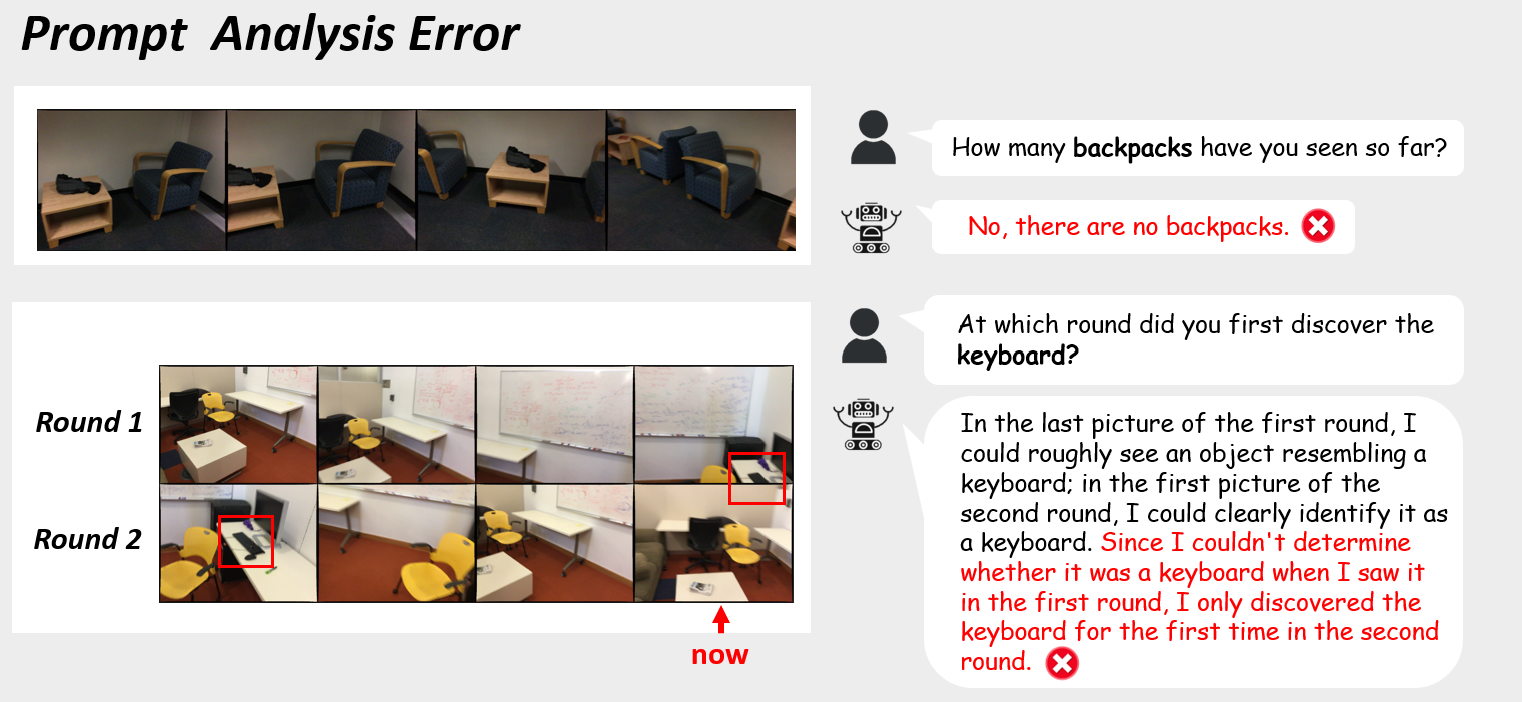 Prompt Analysis Error
How many backpacks have you seen so far?
No, there are no backpacks.
At which round did you first discover the
keyboard?
Round 1
Round 2
now
In the last picture of the first round, I
could roughly see an object resembling a
keyboard; in the first picture of the
second round, I could clearly identify it as
a keyboard. Since I couldn't determine
whether it was a keyboard when I saw it
in the first round, I only discovered the
keyboard for the first time in the second
round.